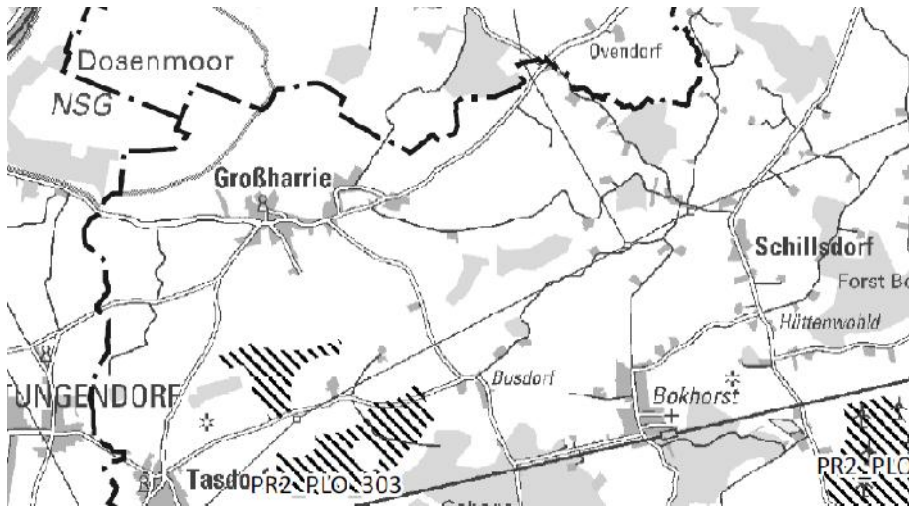 Dosenmoor
NSG
Ovendorf
Großharrie
Schillsdorf
Forst Bo
Hüttenwohld
TUNGENDORF
Busdorf
Bokhorst
Tasdo
PR2_PLO_303
PR2_PLO